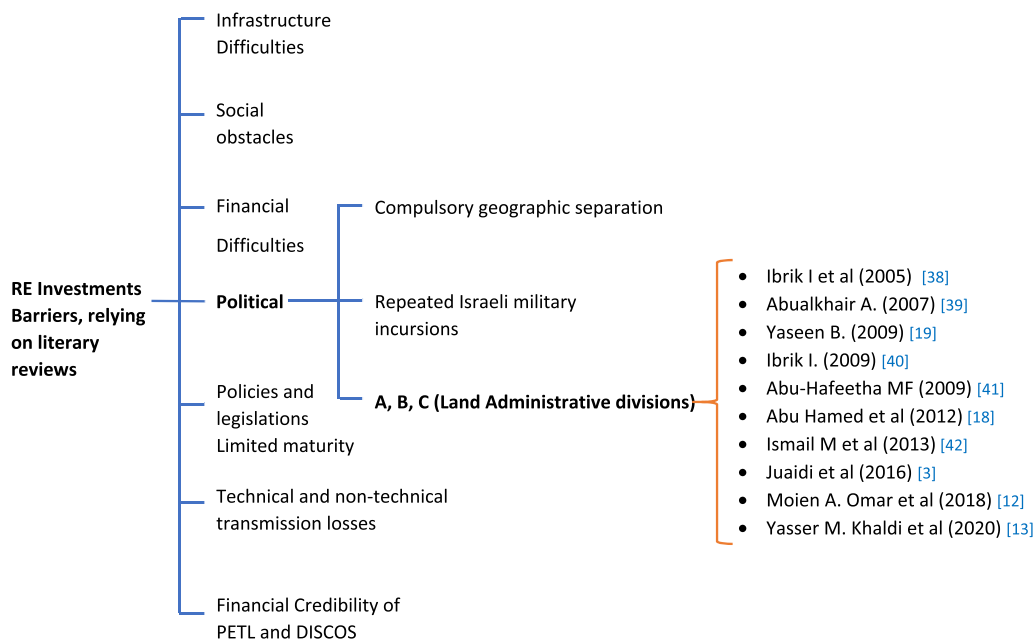 RE Investments
Barriers, relying
on literary
reviews
Infrastructure
Difficulties
Social
obstacles
Financial
Difficulties
Political
Policies and
legislations
Limited maturity
Technical and non-technical
transmission losses
Financial Credibility of
PETL and DISCOS
Compulsory geographic separation
Repeated Israeli military
incursions
A, B, C (Land Administrative divisions)
• Ibrik I et al (2005) [38]
• Abualkhair A. (2007) [39]
• Yaseen B. (2009) [19]
• Ibrik I. (2009) [40]
• Abu-Hafeetha MF (2009) [41]
• Abu Hamed et al (2012) [18]
• Ismail M et al (2013) [42]
• Juaidi et al (2016) [3]
• Moien A. Omar et al (2018) [12]
• Yasser M. Khaldi et al (2020) [13]